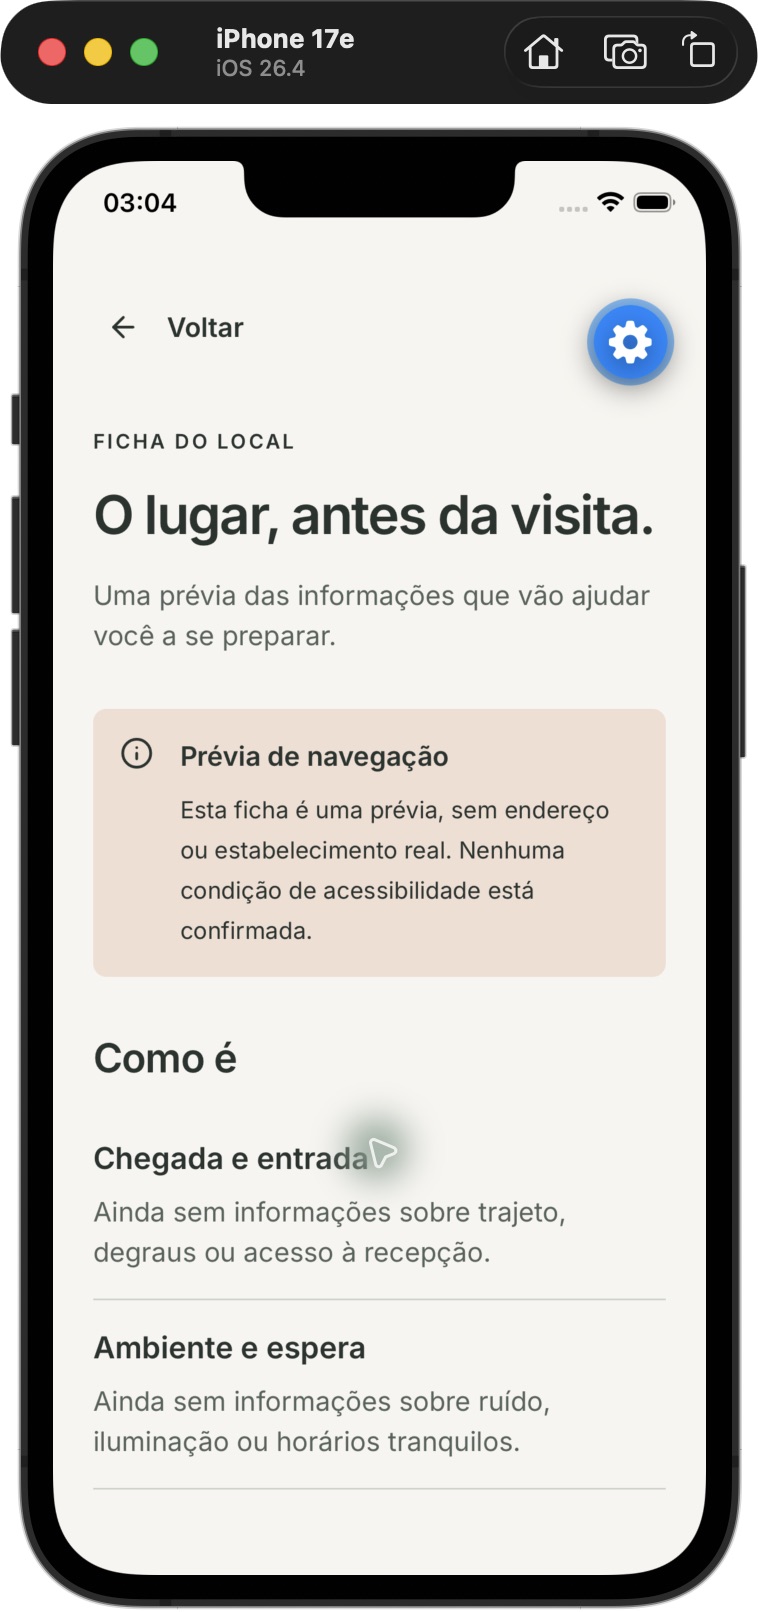 iPhone 17e
iOS 26.4
03:04
Voltar
FICHA DO LOCAL
O lugar, antes da visita.
Uma prévia das informações que vão ajudar
você a se preparar.
Prévia de navegação
Esta ficha é uma prévia, sem endereço
ou estabelecimento real. Nenhuma
condição de acessibilidade está
confirmada.
Como é
Chegada e entrada
Ainda sem informações sobre trajeto,
degraus ou acesso à recepção.
Ambiente e espera
Ainda sem informações sobre ruído,
iluminação ou horários tranquilos.